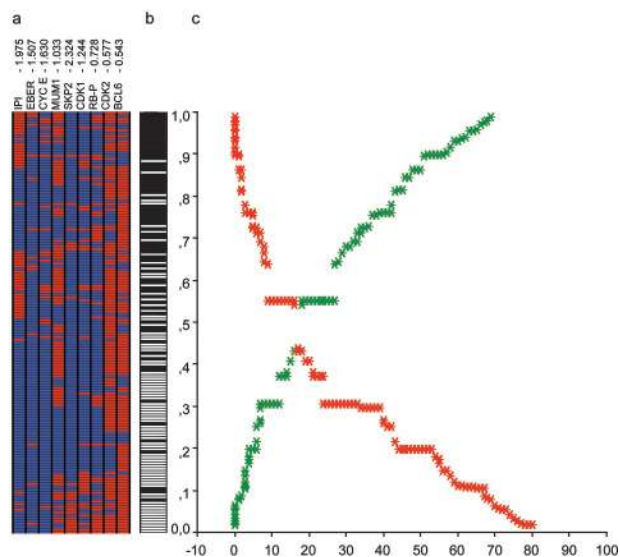 a b c
IPI - 1.975
EBER - 1.507
CYC E - 1.630
MUM1 - 1.033
SKP2 - 2.324
CDK1 - 1.244
RB-P - 0.728
CDK2 - 0.577
BCL6 - 0.543
1,0
,9
,8
,7
,6
,5
,4
,3
,2
,1
0,0
-10 0 10 20 30 40 50 60 70 80 90 100